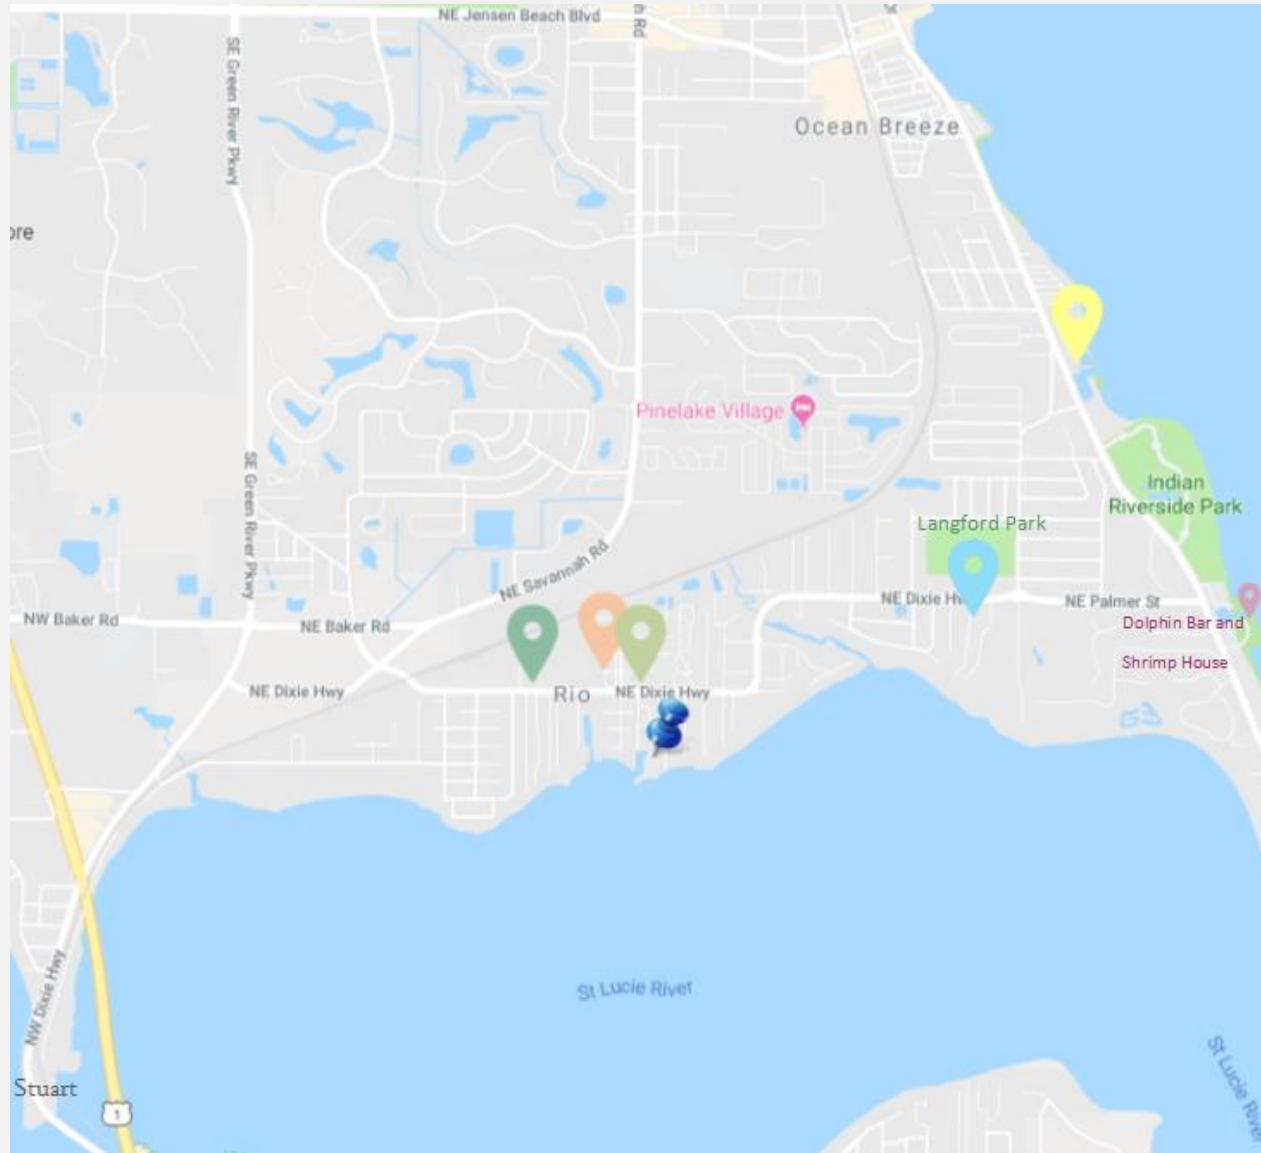 NE Jensen Beach Blvd
h Rd
SE Green River Pkwy
Ocean Breeze
ore
Pinelake Village
Indian
Riverside Park
Langford Park
SE Green River Pkwy
NE Savannah Rd
NE Dixie Hw
NE Palmer St
NW Baker Rd
NE Baker Rd
Dolphin Bar and
Shrimp House
NE Dixie Hwy
Rio
NE Dixie Hwy
NW Dixie Hwy
St Lucie River
St Lucie River
Stuart
1